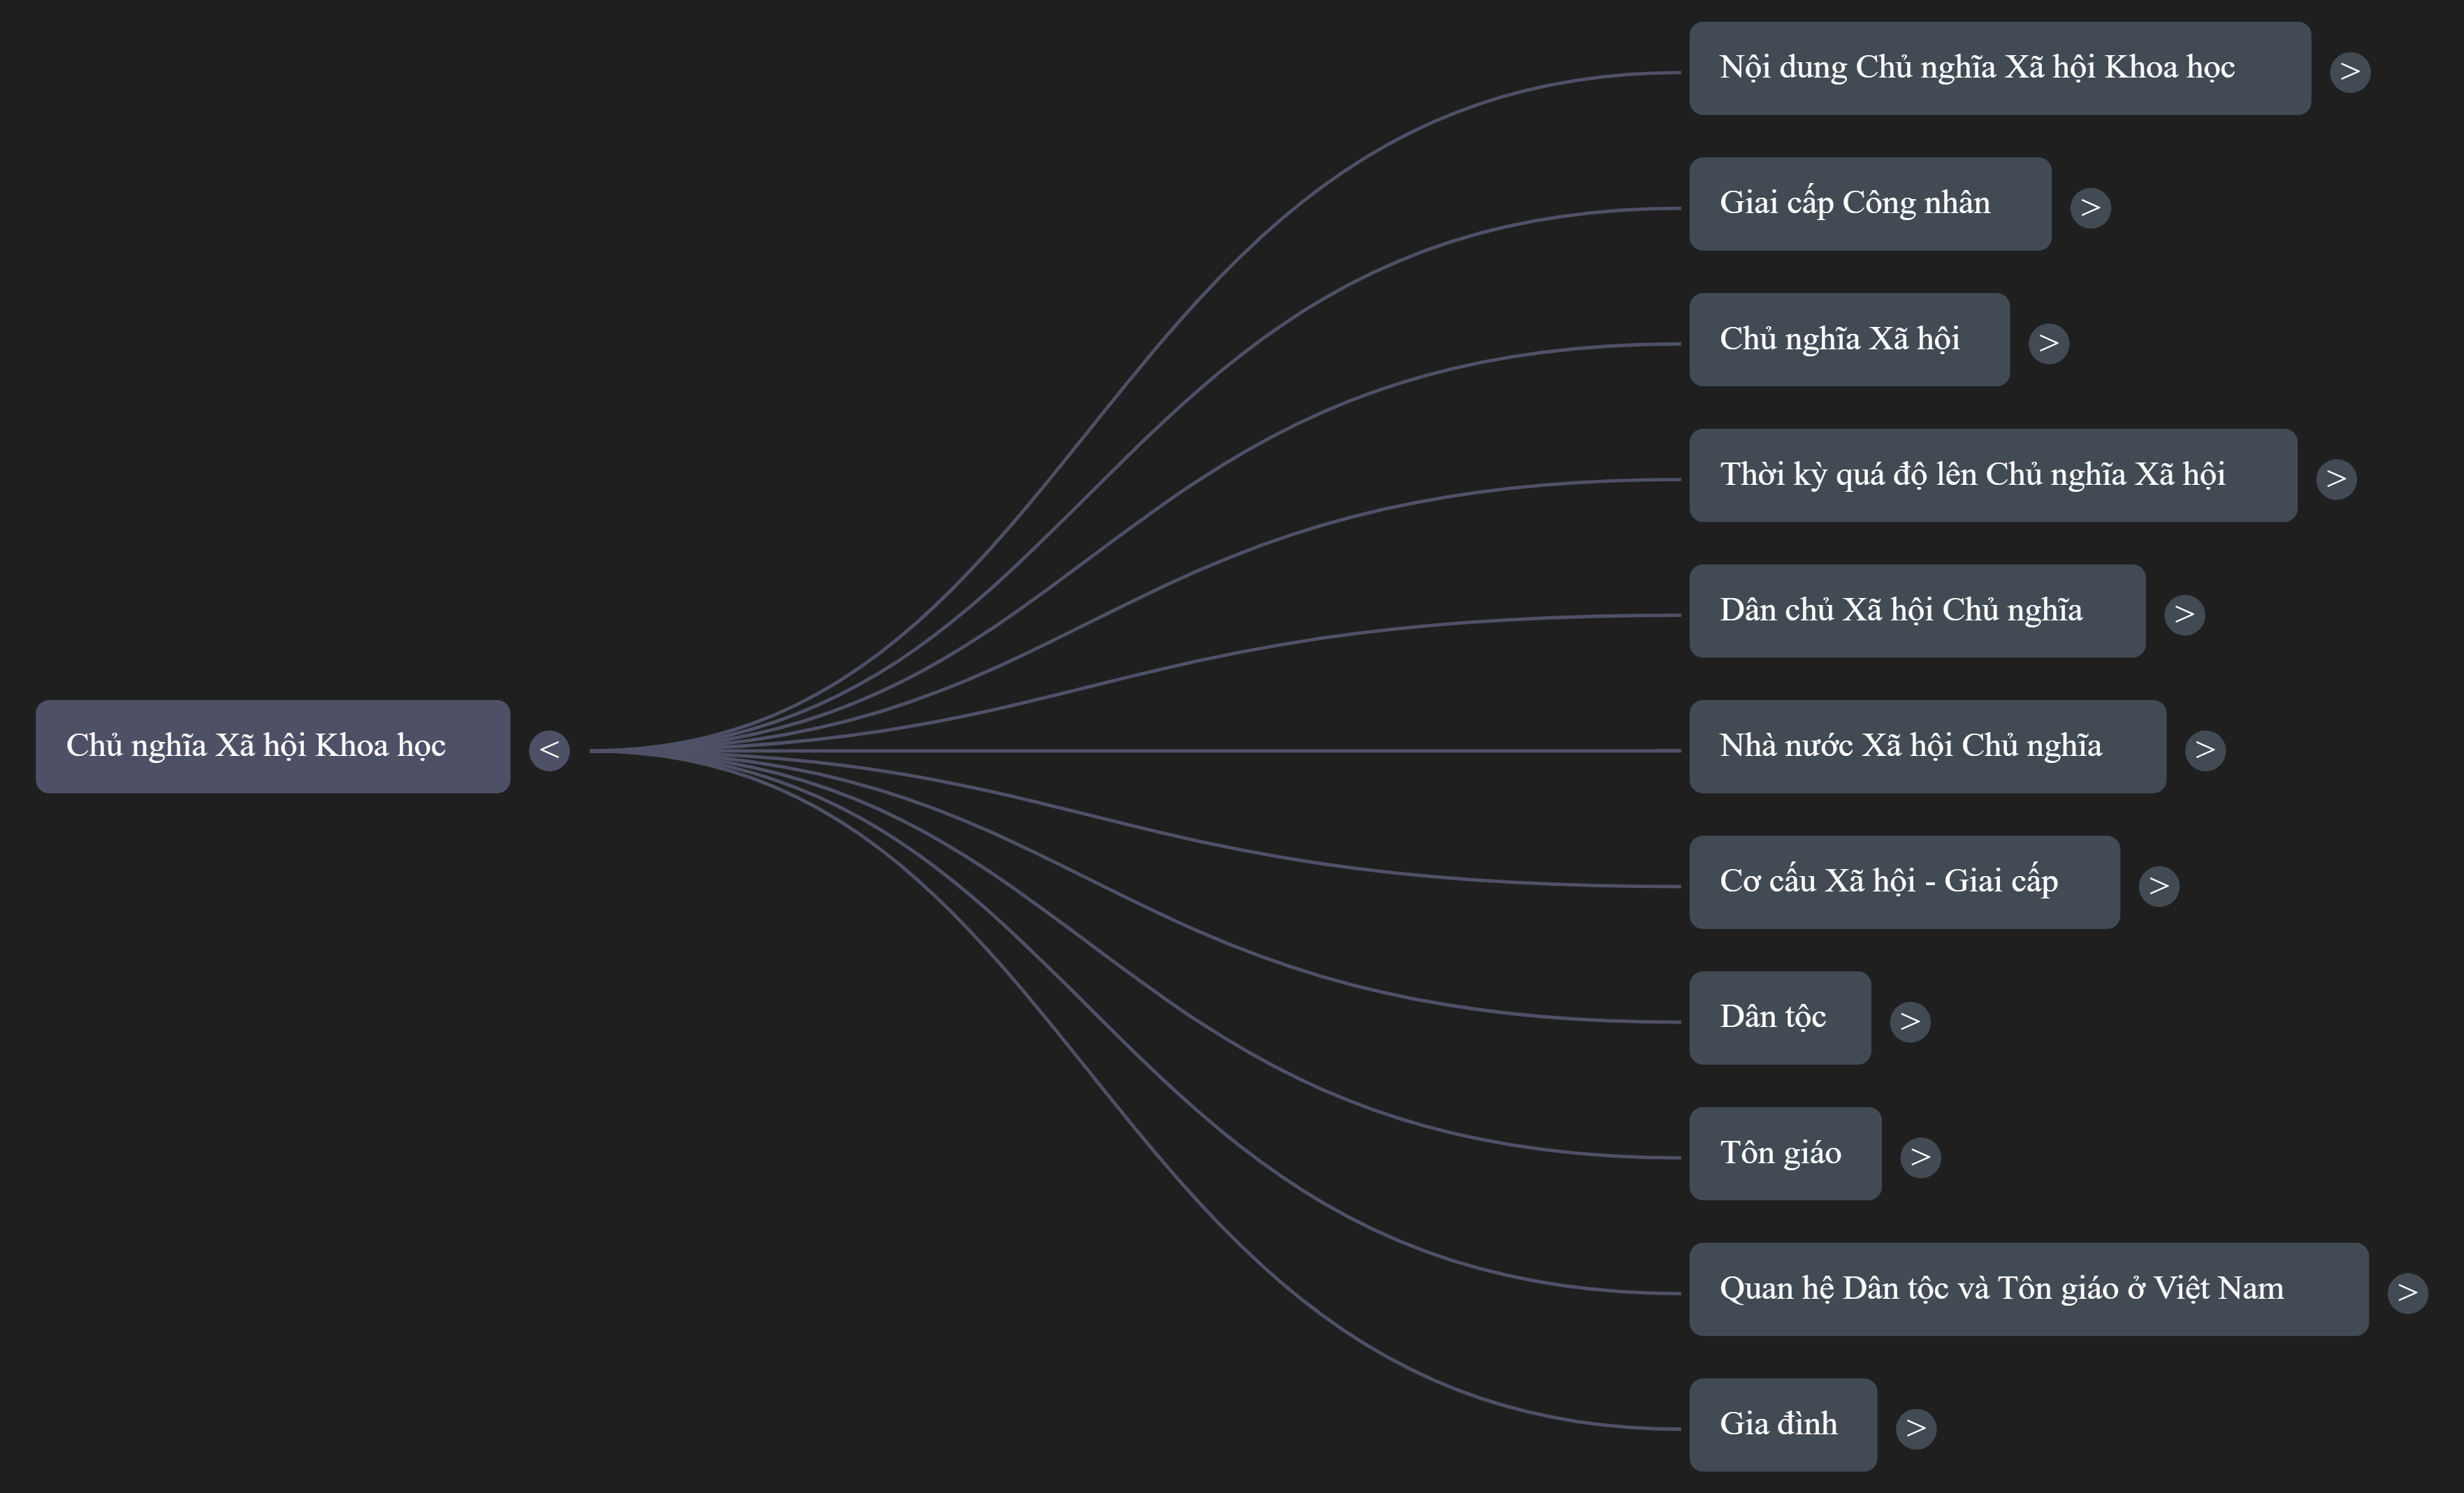 Nội dung Chủ nghĩa Xã hội Khoa học >
Giai cấp Công nhân >
Chủ nghĩa Xã hội >
Thời kỳ quá độ lên Chủ nghĩa Xã hội >
Dân chủ Xã hội Chủ nghĩa >
Chủ nghĩa Xã hội Khoa học <
Nhà nước Xã hội Chủ nghĩa >
Cơ cấu Xã hội - Giai cấp >
Dân tộc >
Tôn giáo >
Quan hệ Dân tộc và Tôn giáo ở Việt Nam >
Gia đình >